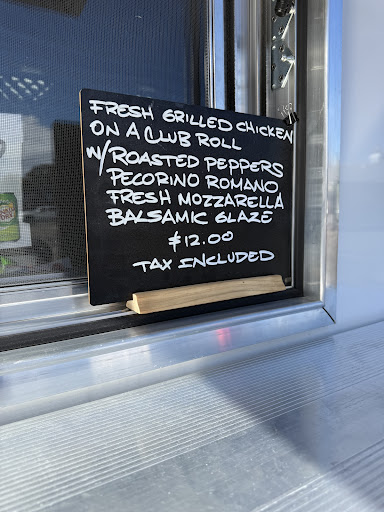 FRESH GRILLED CHICKEN
ON A CLUB ROLL
W/ ROASTED PEPPERS
PECORINO ROMANO
FRESH MOZZARELLA
BALSAMIC GLAZE
$12.00
TAX INCLUDED